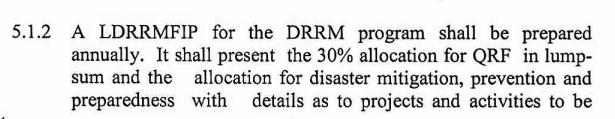 5.1.2 A LDRRMFIP for the DRRM program shall be prepared
annually. It shall present the 30% allocation for QRF in lump-
sum and the allocation for disaster mitigation, prevention and
preparedness with details as to projects and activities to be